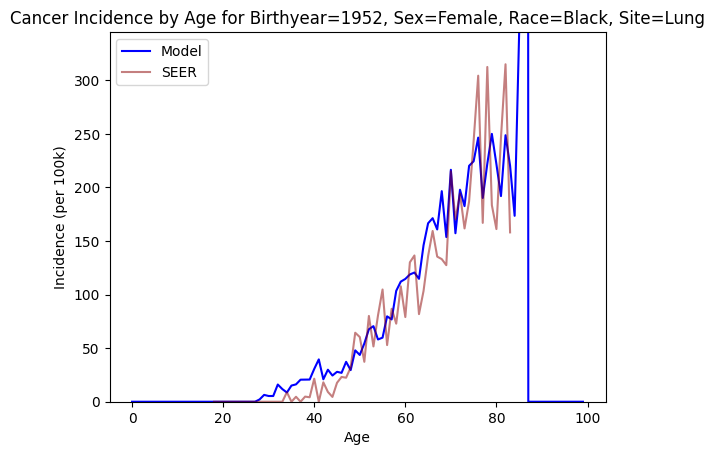 Cancer Incidence by Age for Birthyear=1952, Sex=Female, Race=Black, Site=Lung
Model
SEER
300
250
200
150
100
50
0
Incidence (per 100k)
0 20 40 60 80 100
Age